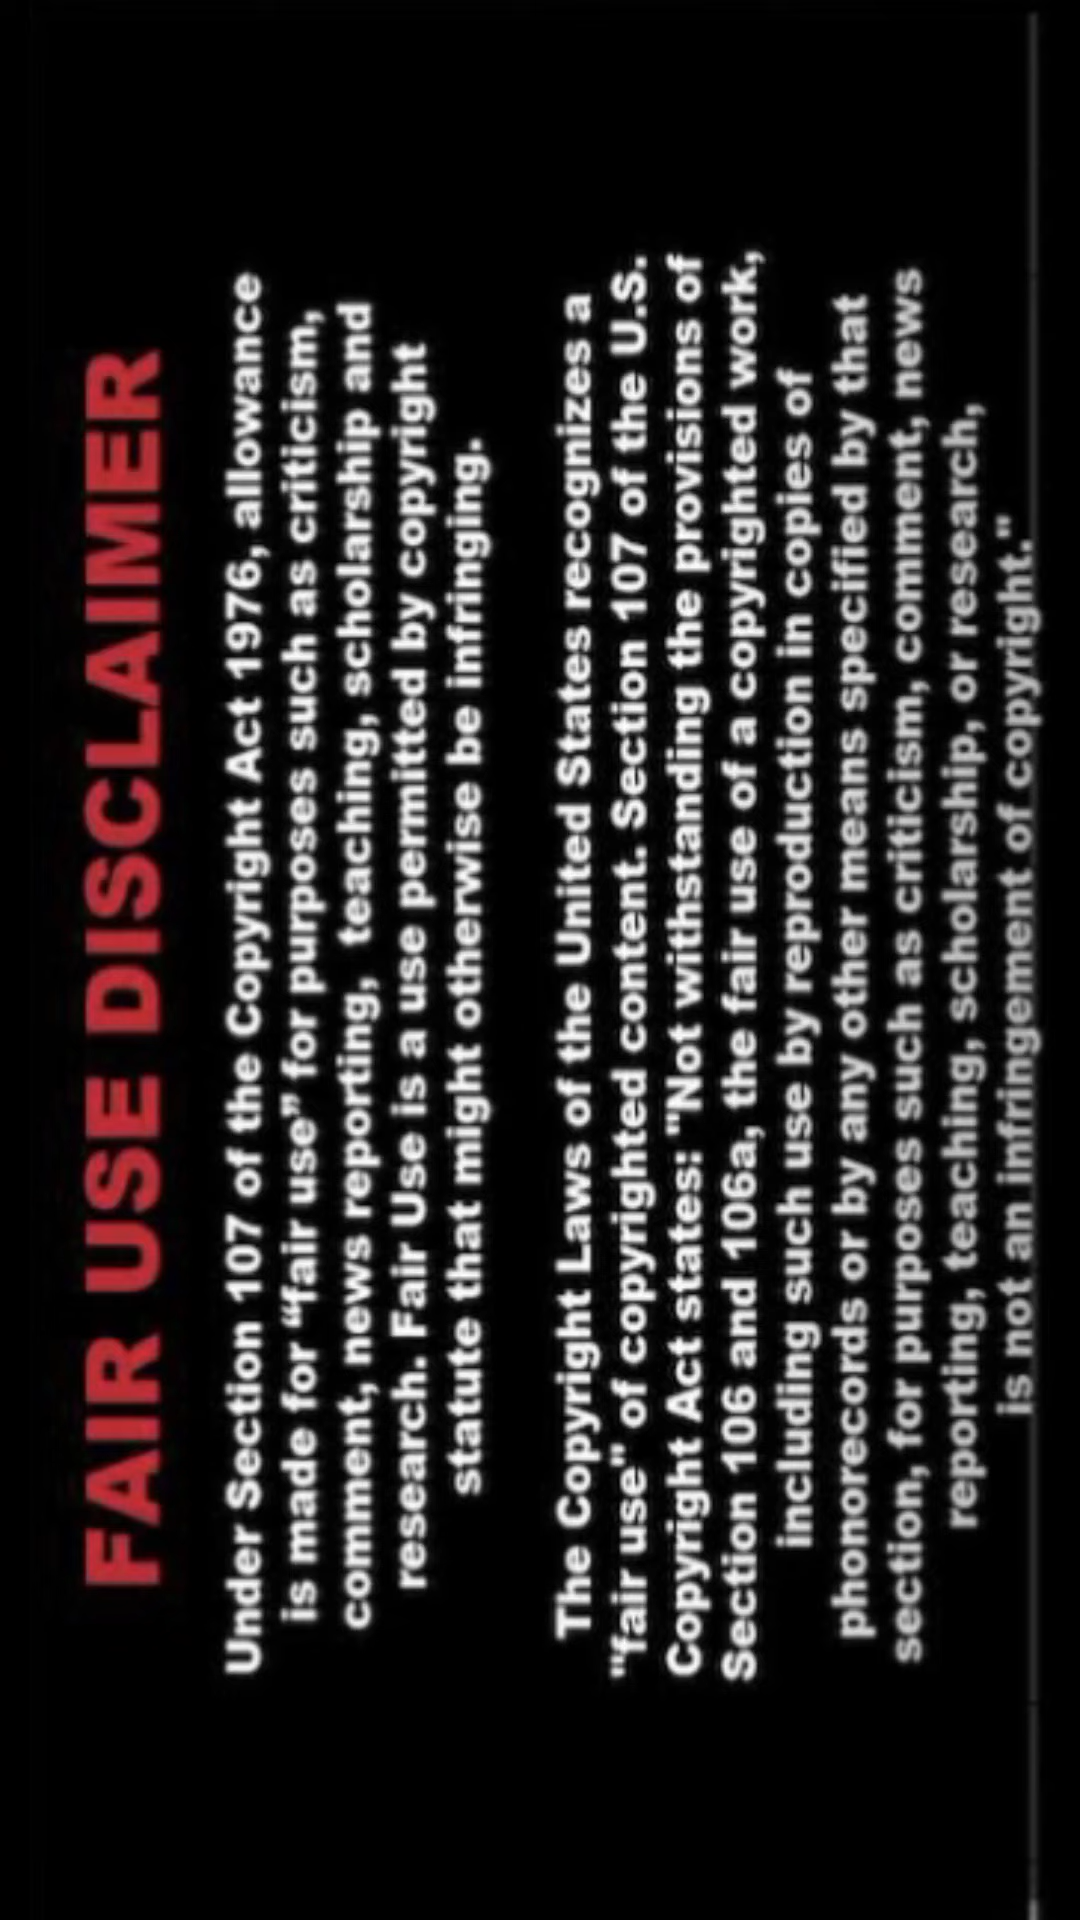 FAIR USE DISCLAIMER
Under Section 107 of the Copyright Act 1976, allowance
is made for “fair use” for purposes such as criticism,
comment, news reporting, teaching, scholarship and
research. Fair Use is a use permitted by copyright
statute that might otherwise be infringing.
The Copyright Laws of the United States recognizes a
"fair use" of copyrighted content. Section 107 of the U.S.
Copyright Act states: "Not withstanding the provisions of
Section 106 and 106a, the fair use of a copyrighted work,
including such use by reproduction in copies of
phonorecords or by any other means specified by that
section, for purposes such as criticism, comment, news
reporting, teaching, scholarship, or research,
is not an infringement of copyright."